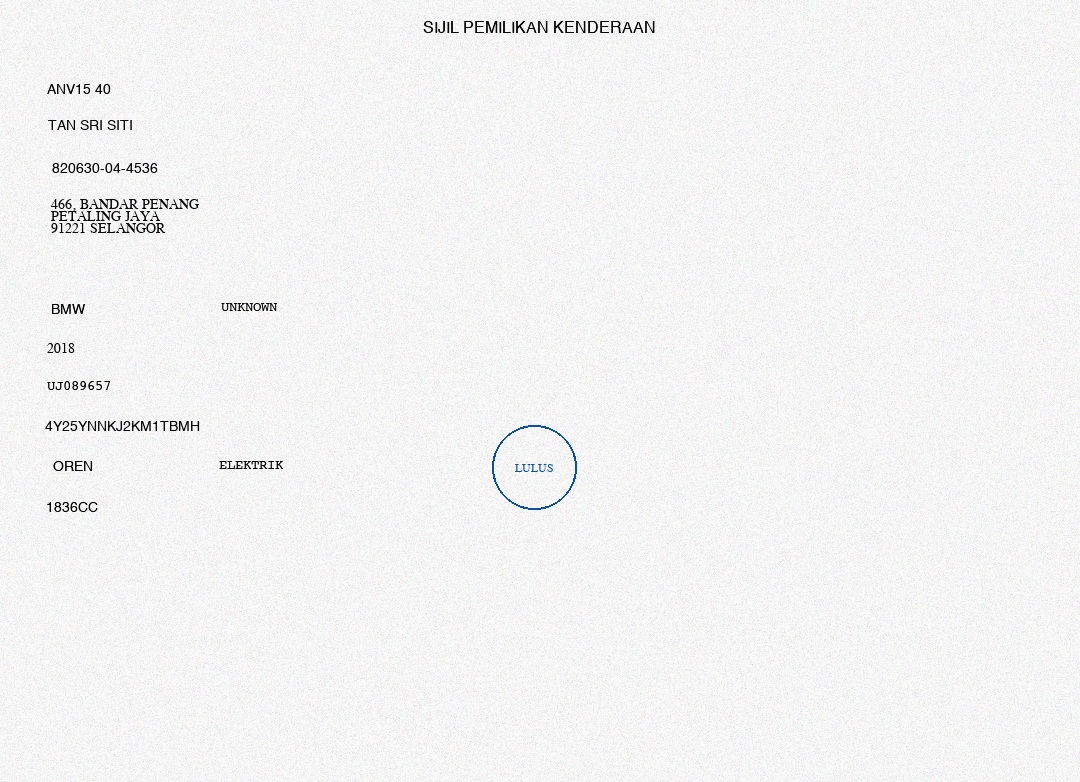 SIJIL PEMILIKAN KENDERAAN
ANV15 40
TAN SRI SITI
820630-04-4536
466, BANDAR PENANG
PETALING JAYA
91221 SELANGOR
BMW UNKNOWN
2018
UJ089657
4Y25YNNKJ2KM1TBMH
OREN ELEKTRIK
LULUS
1836CC